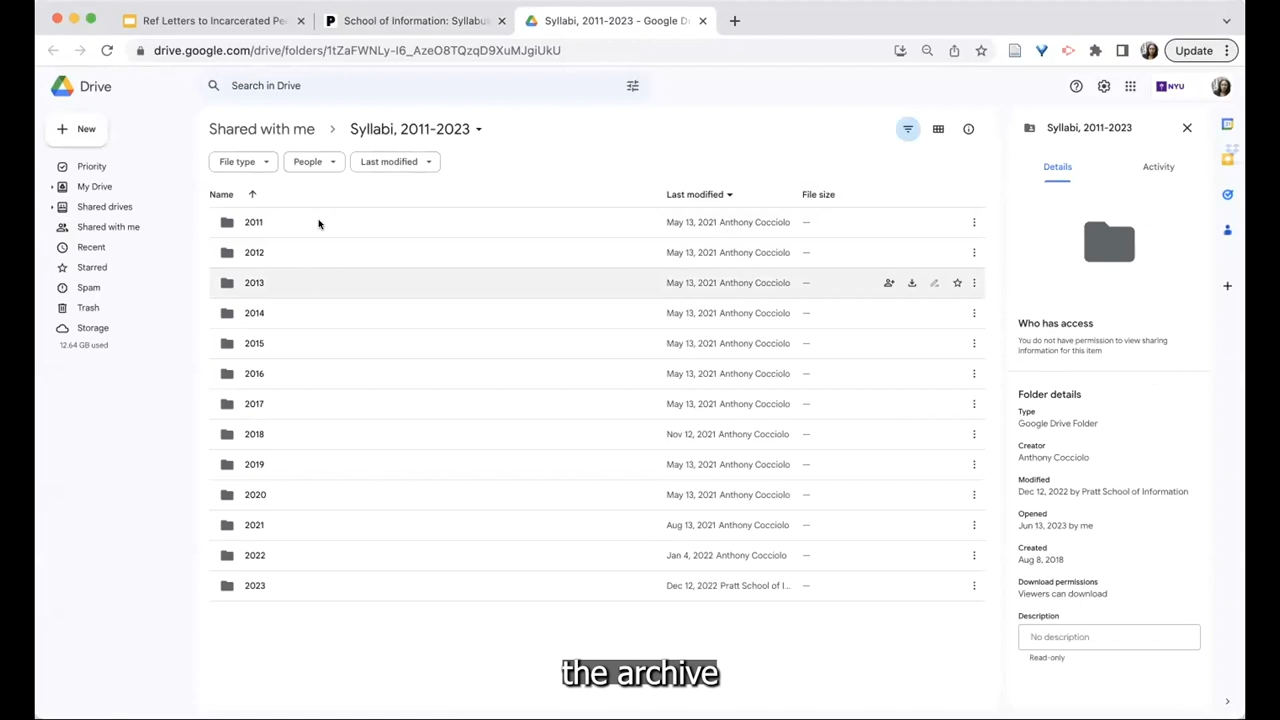 Ref Letters to Incarcerated Pe
School of Information: Syllabu
Syllabi, 2011-2023 - Google D
drive.google.com/drive/folders/1tZaFWNLy-I6_AzeO8TQzqD9XuMJgiUkU
Update
Drive
Search in Drive
NYU
New
Shared with me
Syllabi, 2011-2023
Syllabi, 2011-2023
File type
People
Last modified
Details
Activity
Priority
My Drive
Shared drives
Shared with me
Recent
Starred
Spam
Trash
Storage
12.64 GB used
Name
Last modified
File size
2011 May 13, 2021 Anthony Cocciolo —
2012 May 13, 2021 Anthony Cocciolo —
2013 May 13, 2021 Anthony Cocciolo —
2014 May 13, 2021 Anthony Cocciolo —
2015 May 13, 2021 Anthony Cocciolo —
2016 May 13, 2021 Anthony Cocciolo —
2017 May 13, 2021 Anthony Cocciolo —
2018 Nov 12, 2021 Anthony Cocciolo —
2019 May 13, 2021 Anthony Cocciolo —
2020 May 13, 2021 Anthony Cocciolo —
2021 Aug 13, 2021 Anthony Cocciolo —
2022 Jan 4, 2022 Anthony Cocciolo —
2023 Dec 12, 2022 Pratt School of I... —
Who has access
You do not have permission to view sharing
information for this item
Folder details
Type
Google Drive Folder
Creator
Anthony Cocciolo
Modified
Dec 12, 2022 by Pratt School of Information
Opened
Jun 13, 2023 by me
Created
Aug 8, 2018
Download permissions
Viewers can download
Description
No description
Read-only
the archive